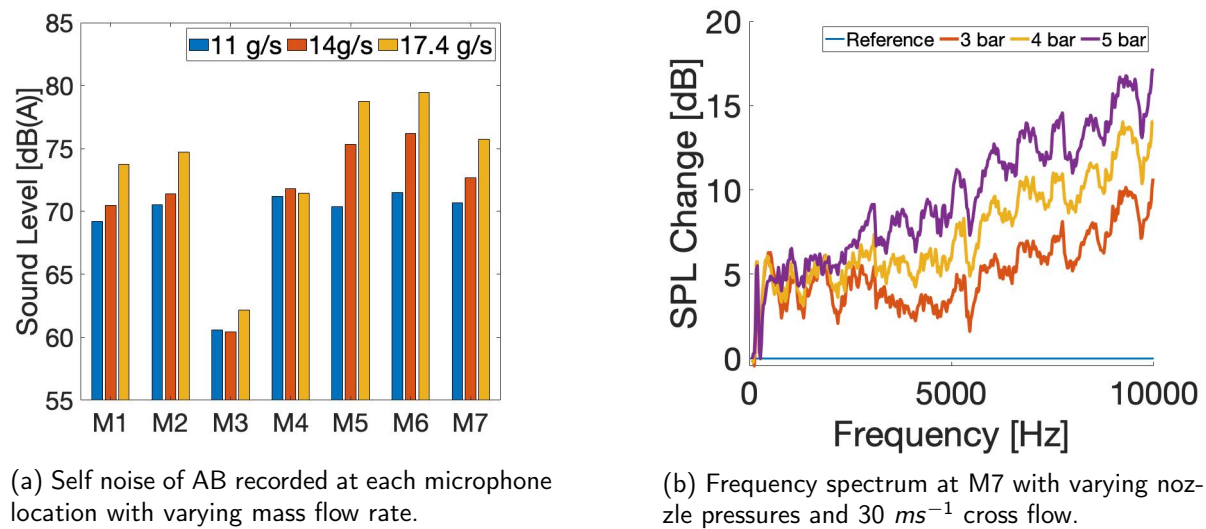 85
80
75
70
65
60
55
Sound Level [dB(A)]
11 g/s 14g/s 17.4 g/s
M1 M2 M3 M4 M5 M6 M7
(a) Self noise of AB recorded at each microphone
location with varying mass flow rate.
20
15
10
5
0
SPL Change [dB]
Reference 3 bar 4 bar 5 bar
0 5000 10000
Frequency [Hz]
(b) Frequency spectrum at M7 with varying noz-
zle pressures and 30 ms⁻¹ cross flow.